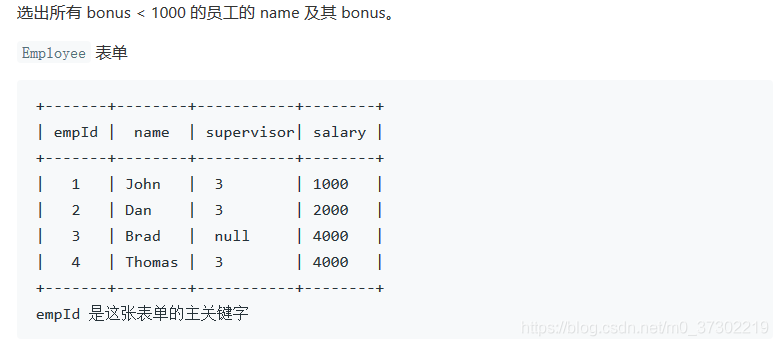 选出所有 bonus < 1000 的员工的 name 及其 bonus。
Employee 表单
+-------+--------+-----------+--------+
| empId |  name  | supervisor| salary |
+-------+--------+-----------+--------+
|   1   | John   |  3        | 1000   |
|   2   | Dan    |  3        | 2000   |
|   3   | Brad   |  null     | 4000   |
|   4   | Thomas |  3        | 4000   |
+-------+--------+-----------+--------+
empId 是这张表单的主关键字
https://blog.csdn.net/m0_37302219